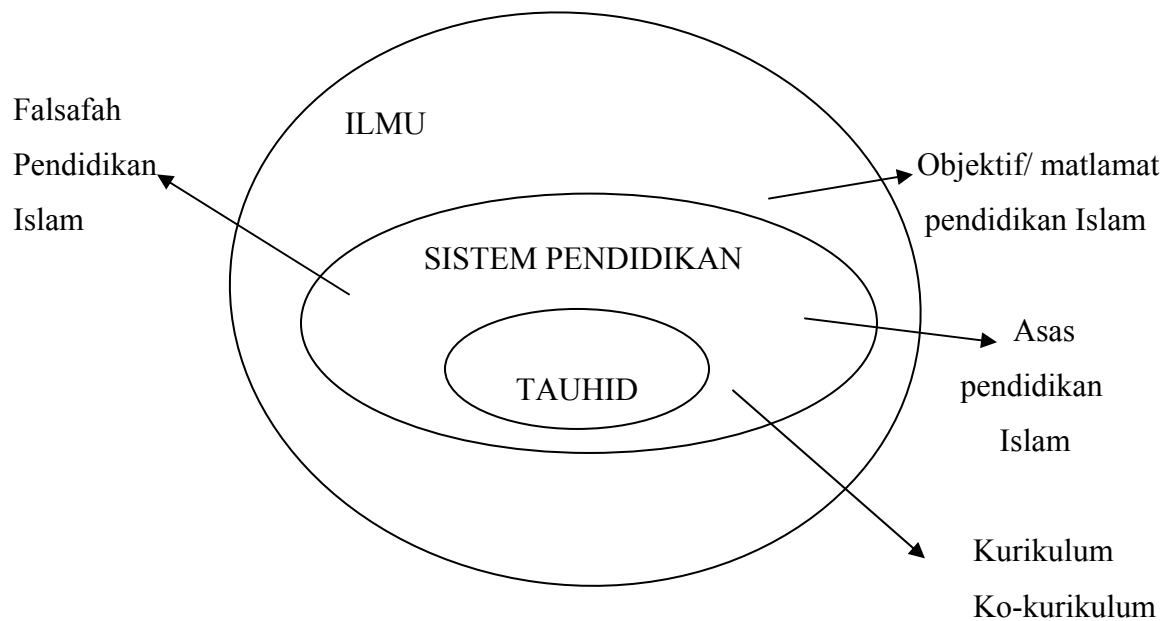 Falsafah
Pendidikan
Islam
ILMU
Objektif/ matlamat
pendidikan Islam
SISTEM PENDIDIKAN
Asas
pendidikan
Islam
TAUHID
Kurikulum
Ko-kurikulum